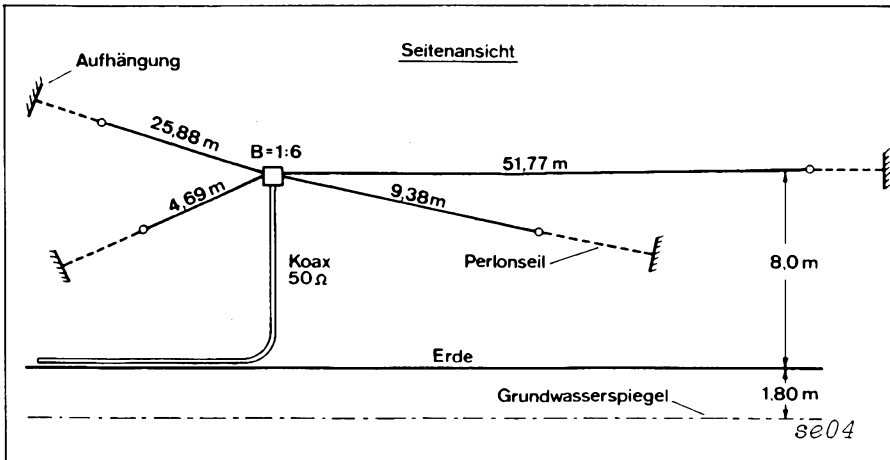 Seitenansicht
Aufhängung
25,88 m
B=1:6
51,77 m
4,69 m
9,38m
Koax
50Ω
Perlonseil
8,0 m
Erde
Grundwasserspiegel
1,80 m
se04